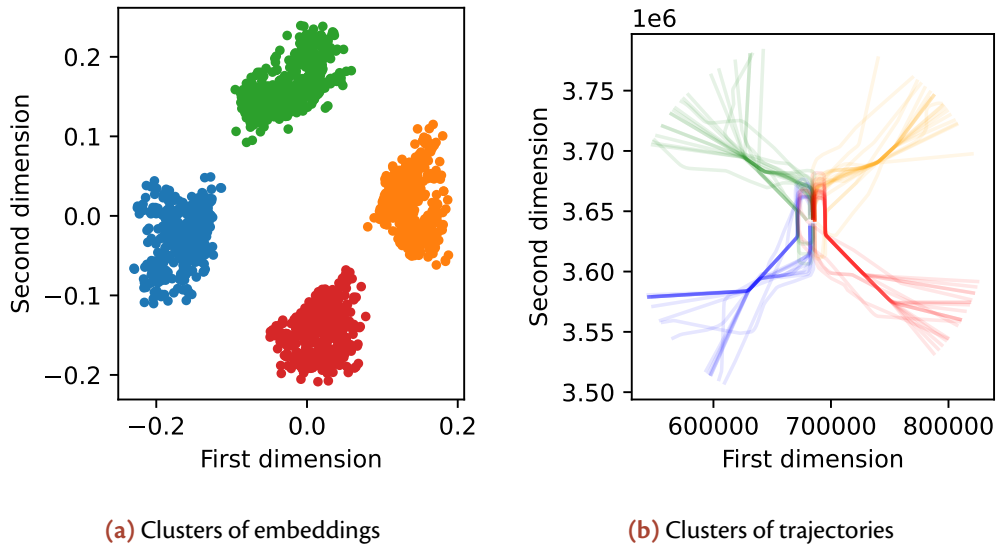 0.2
0.1
0.0
−0.1
−0.2
Second dimension
−0.2
0.0
0.2
First dimension
1e6
3.75
3.70
3.65
3.60
3.55
3.50
Second dimension
600000
700000
800000
First dimension
(a) Clusters of embeddings
(b) Clusters of trajectories